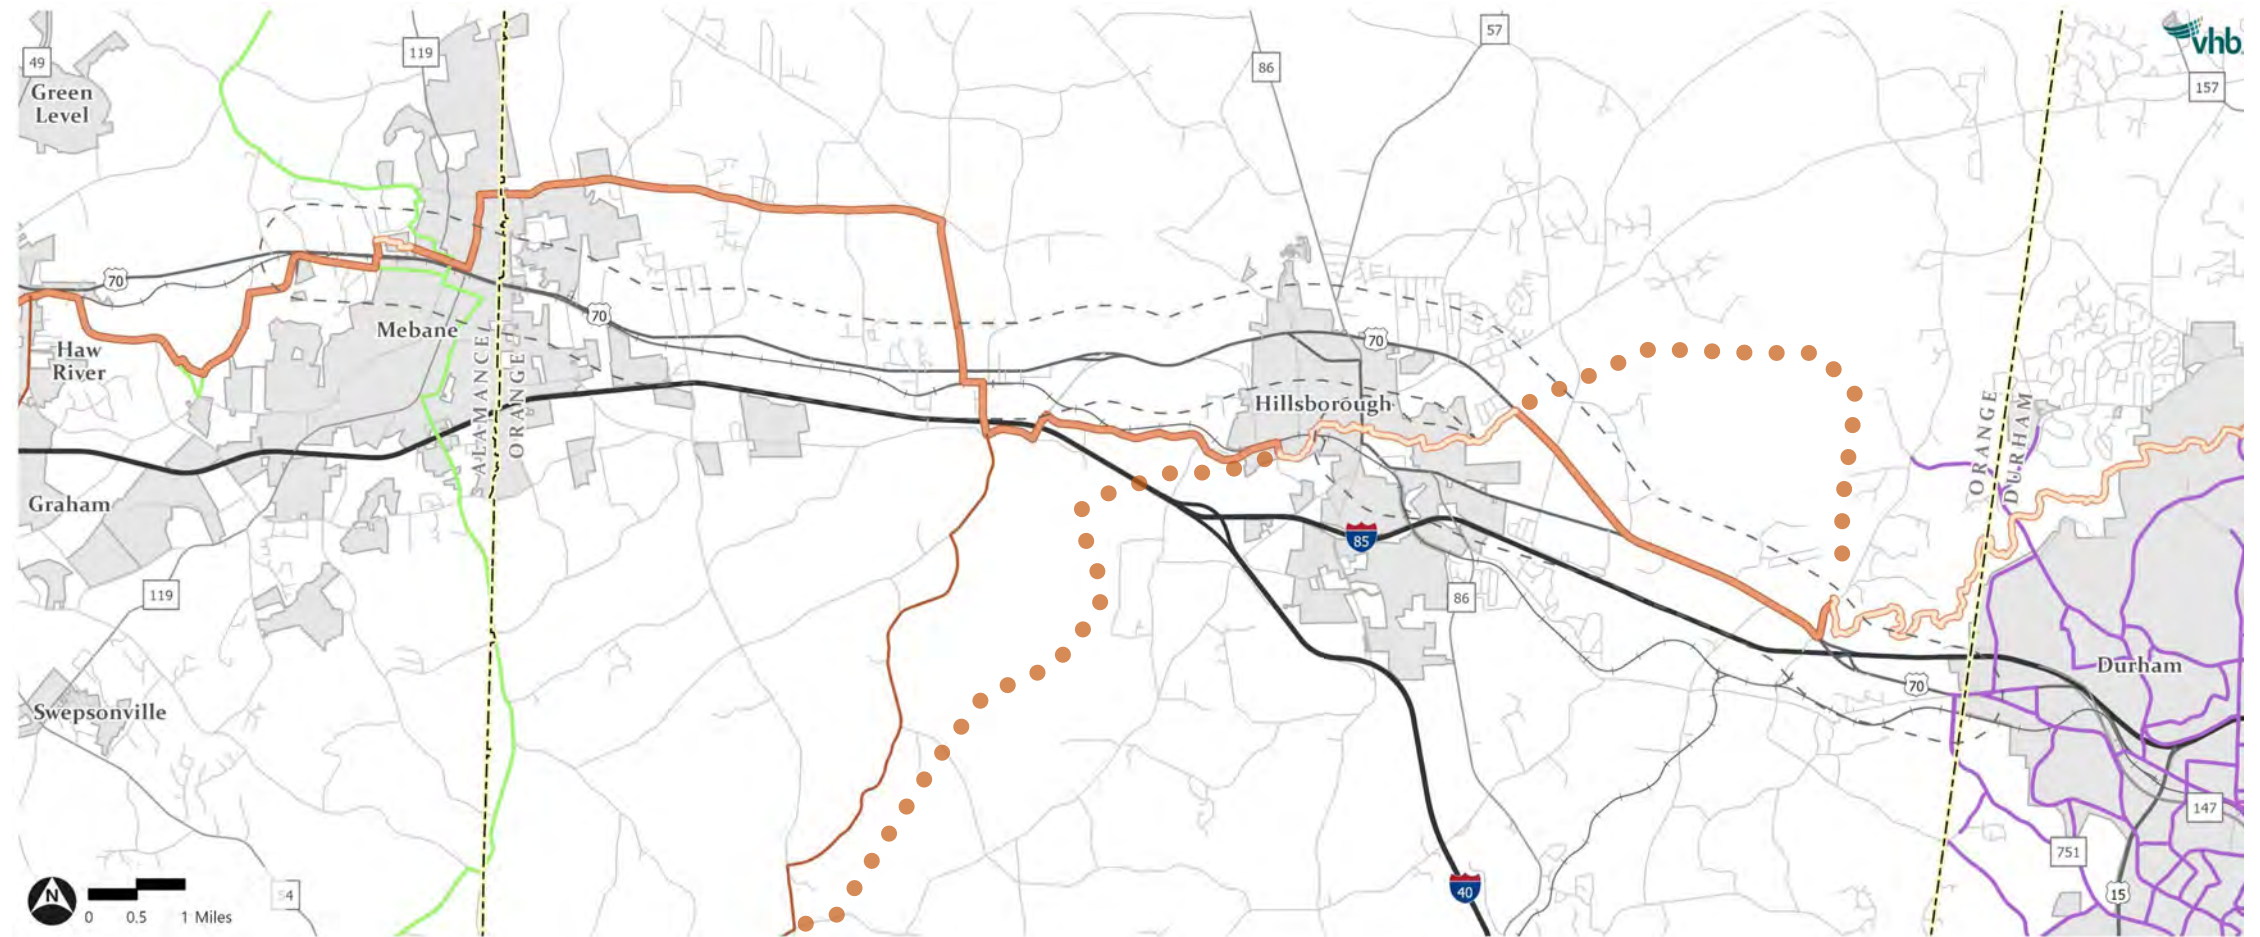 49
119
86
57
vhb
157
Green
Level
70
Haw
River
Mebane
70
ALAMANCE
ORANGE
70
Hillsborough
ORANGE
DURHAM
Graham
85
119
86
Durham
70
Swepsonville
147
751
54
40
15
N
0 0.5 1 Miles